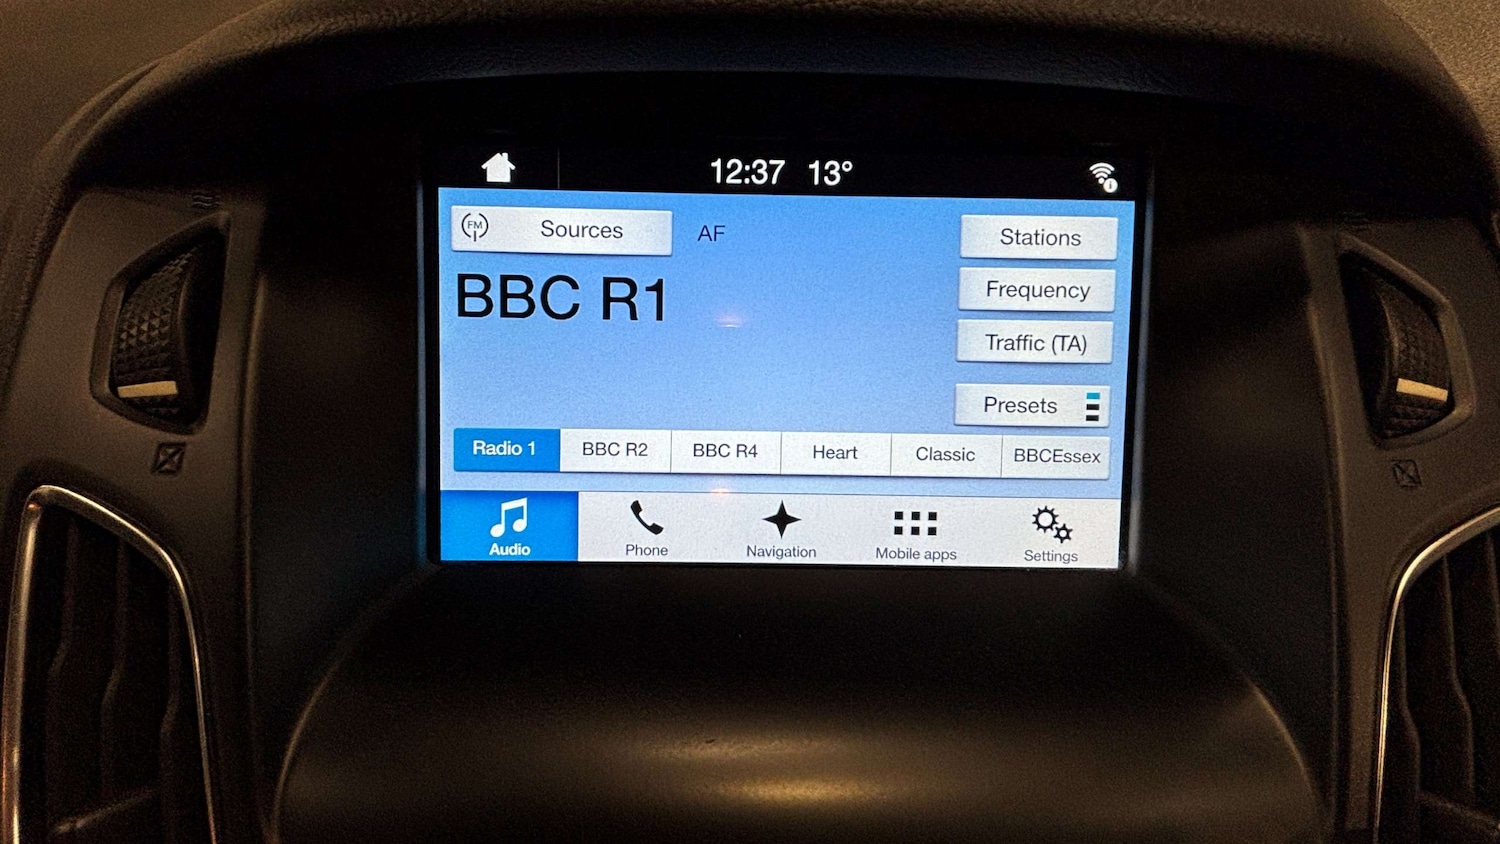 12:37 13°
FM Sources AF Stations
BBC R1
Frequency
Traffic (TA)
Presets
Radio 1 BBC R2 BBC R4 Heart Classic BBCEssex
Audio Phone Navigation Mobile apps Settings